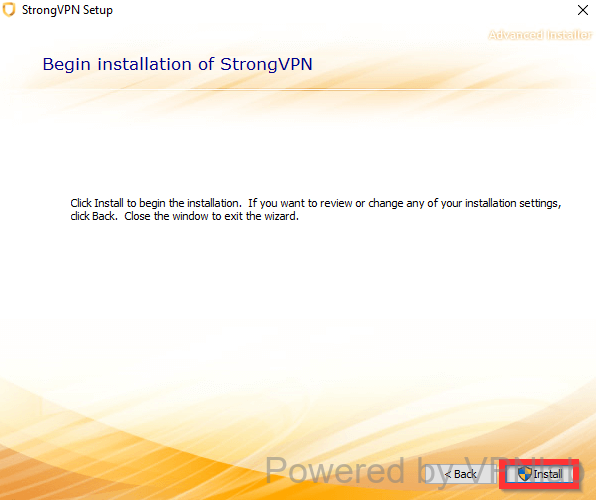 StrongVPN Setup
Advanced Installer
Begin installation of StrongVPN
Click Install to begin the installation.  If you want to review or change any of your installation settings,
click Back.  Close the window to exit the wizard.
Powered by
< Back
Install